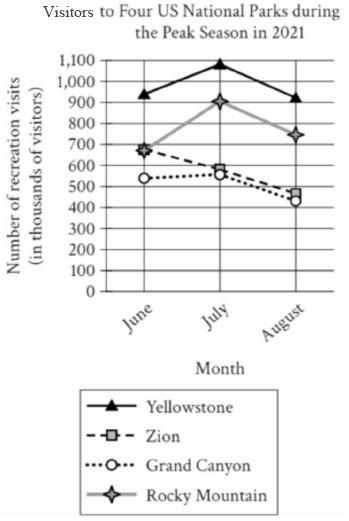 Visitors to Four US National Parks during
the Peak Season in 2021
Number of recreation visits
(in thousands of visitors)
1,100
1,000
900
800
700
600
500
400
300
200
100
0
June
July
August
Month
Yellowstone
Zion
Grand Canyon
Rocky Mountain